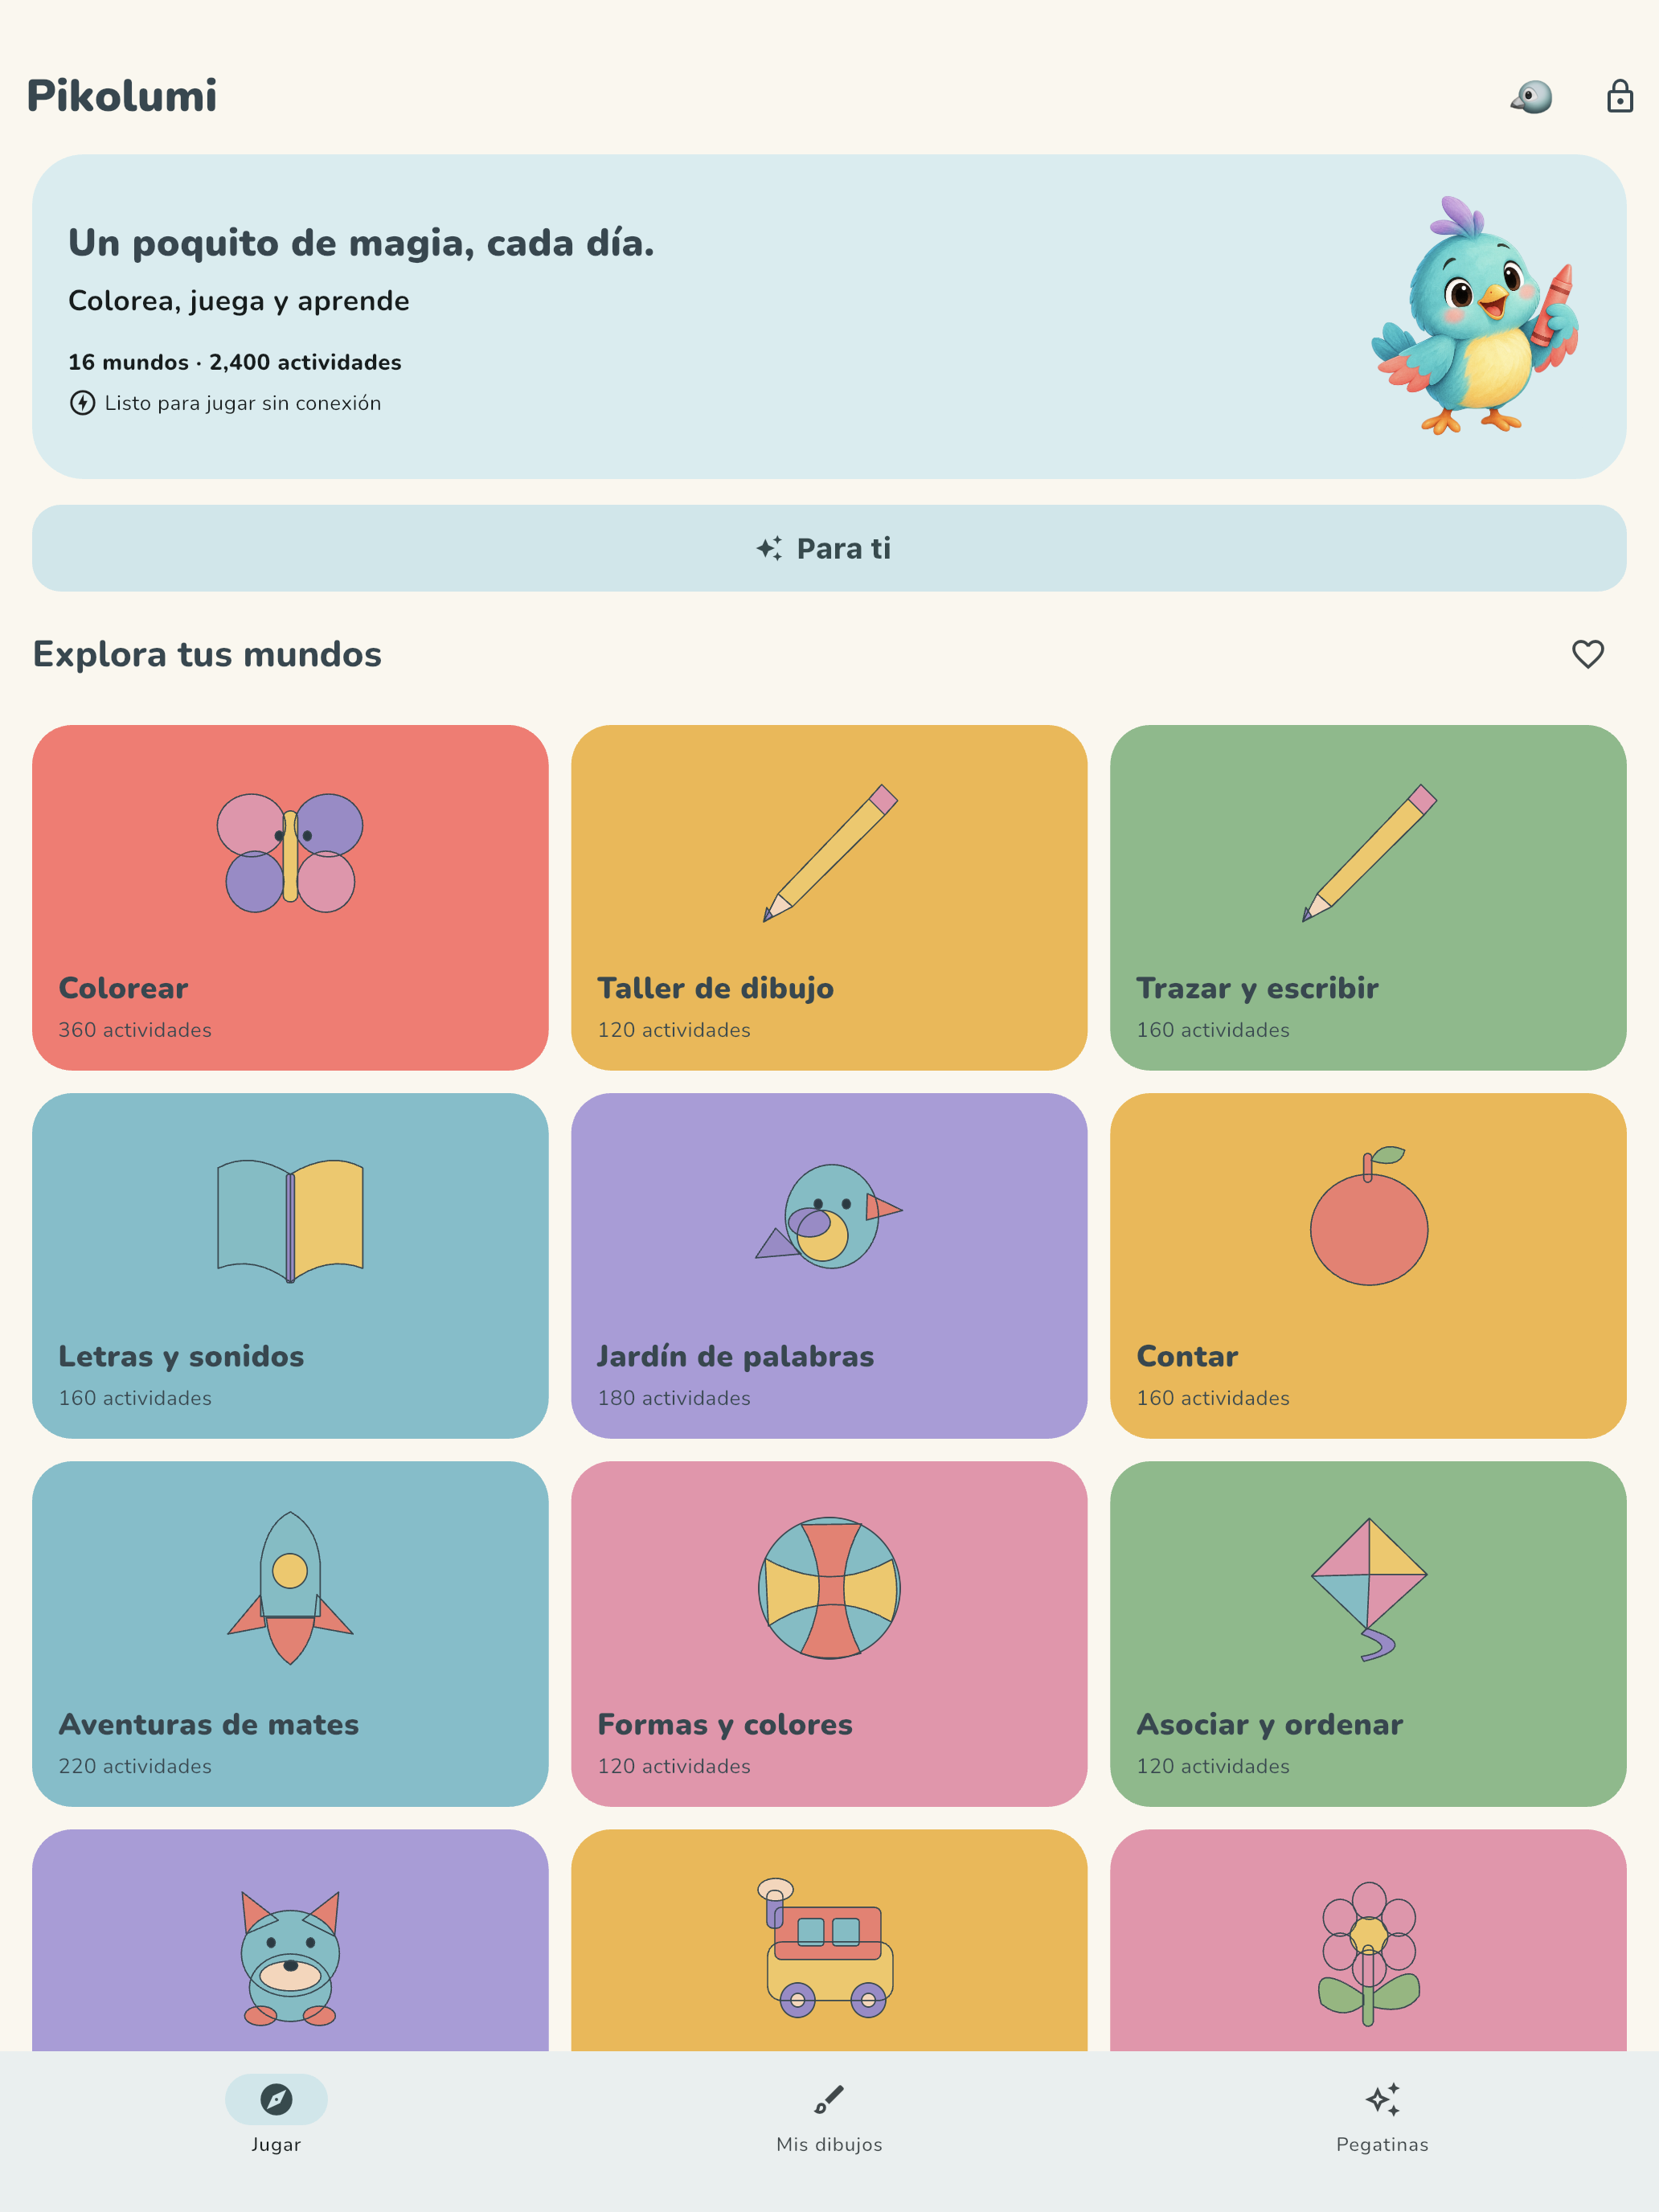 Pikolumi
Un poquito de magia, cada día.
Colorea, juega y aprende
16 mundos · 2,400 actividades
Listo para jugar sin conexión
Para ti
Explora tus mundos
Colorear
360 actividades
Taller de dibujo
120 actividades
Trazar y escribir
160 actividades
Letras y sonidos
160 actividades
Jardín de palabras
180 actividades
Contar
160 actividades
Aventuras de mates
220 actividades
Formas y colores
120 actividades
Asociar y ordenar
120 actividades
Jugar
Mis dibujos
Pegatinas